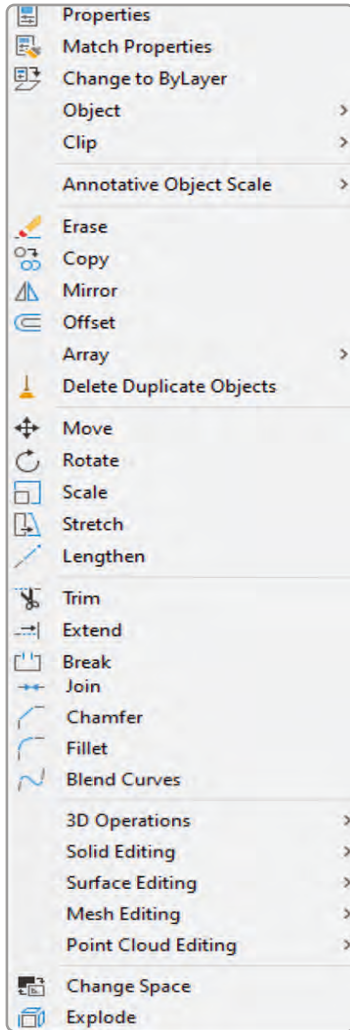 Properties
Match Properties
Change to ByLayer
Object
Clip
Annotative Object Scale
Erase
Copy
Mirror
Offset
Array
Delete Duplicate Objects
Move
Rotate
Scale
Stretch
Lengthen
Trim
Extend
Break
Join
Chamfer
Fillet
Blend Curves
3D Operations
Solid Editing
Surface Editing
Mesh Editing
Point Cloud Editing
Change Space
Explode